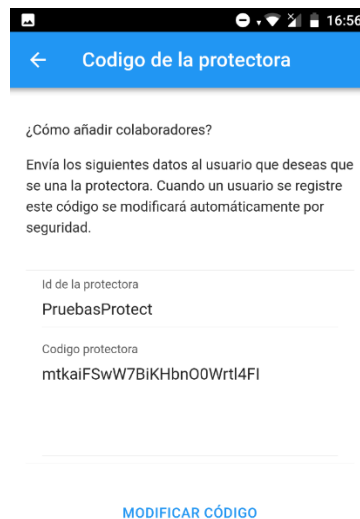 16:56
Codigo de la protectora
¿Cómo añadir colaboradores?
Envía los siguientes datos al usuario que deseas que
se una la protectora. Cuando un usuario se registre
este código se modificará automáticamente por
seguridad.
Id de la protectora
PruebasProtect
Codigo protectora
mtkaiFSwW7BiKHbnO0Wrtl4FI
MODIFICAR CÓDIGO